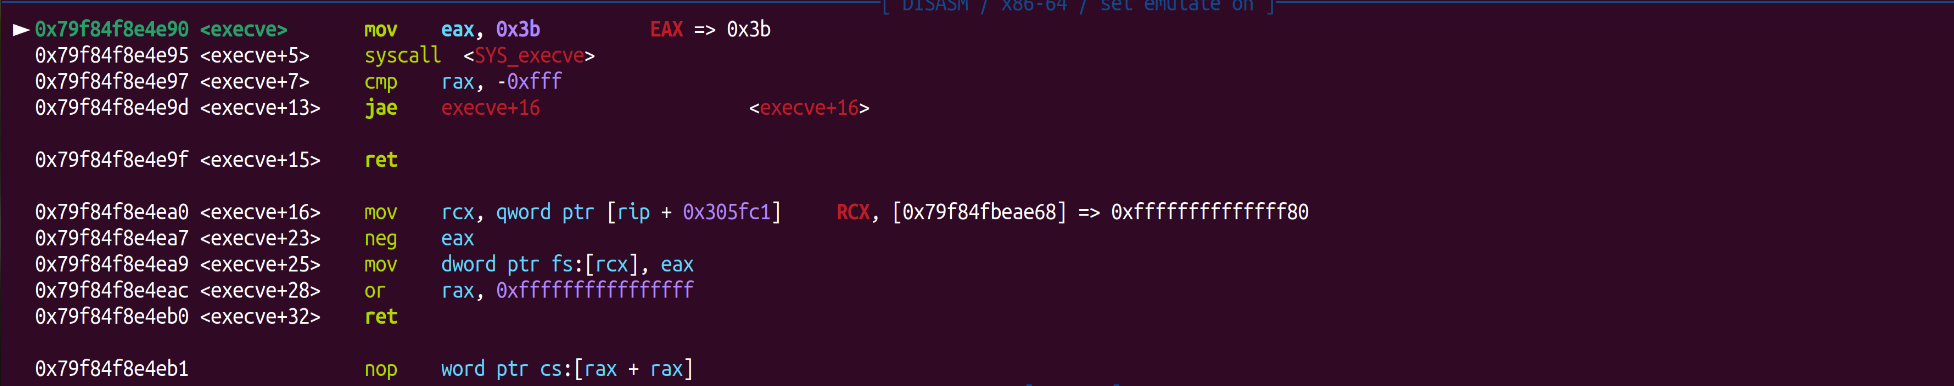 [ DISASM / x86-64 / set emulate on ]
► 0x79f84f8e4e90 <execve> mov eax, 0x3b EAX => 0x3b
0x79f84f8e4e95 <execve+5> syscall <SYS_execve>
0x79f84f8e4e97 <execve+7> cmp rax, -0xfff
0x79f84f8e4e9d <execve+13> jae execve+16 <execve+16>
0x79f84f8e4e9f <execve+15> ret
0x79f84f8e4ea0 <execve+16> mov rcx, qword ptr [rip + 0x305fc1] RCX, [0x79f84fbeae68] => 0xffffffffffffff80
0x79f84f8e4ea7 <execve+23> neg eax
0x79f84f8e4ea9 <execve+25> mov dword ptr fs:[rcx], eax
0x79f84f8e4eac <execve+28> or rax, 0xffffffffffffffff
0x79f84f8e4eb0 <execve+32> ret
0x79f84f8e4eb1 nop word ptr cs:[rax + rax]